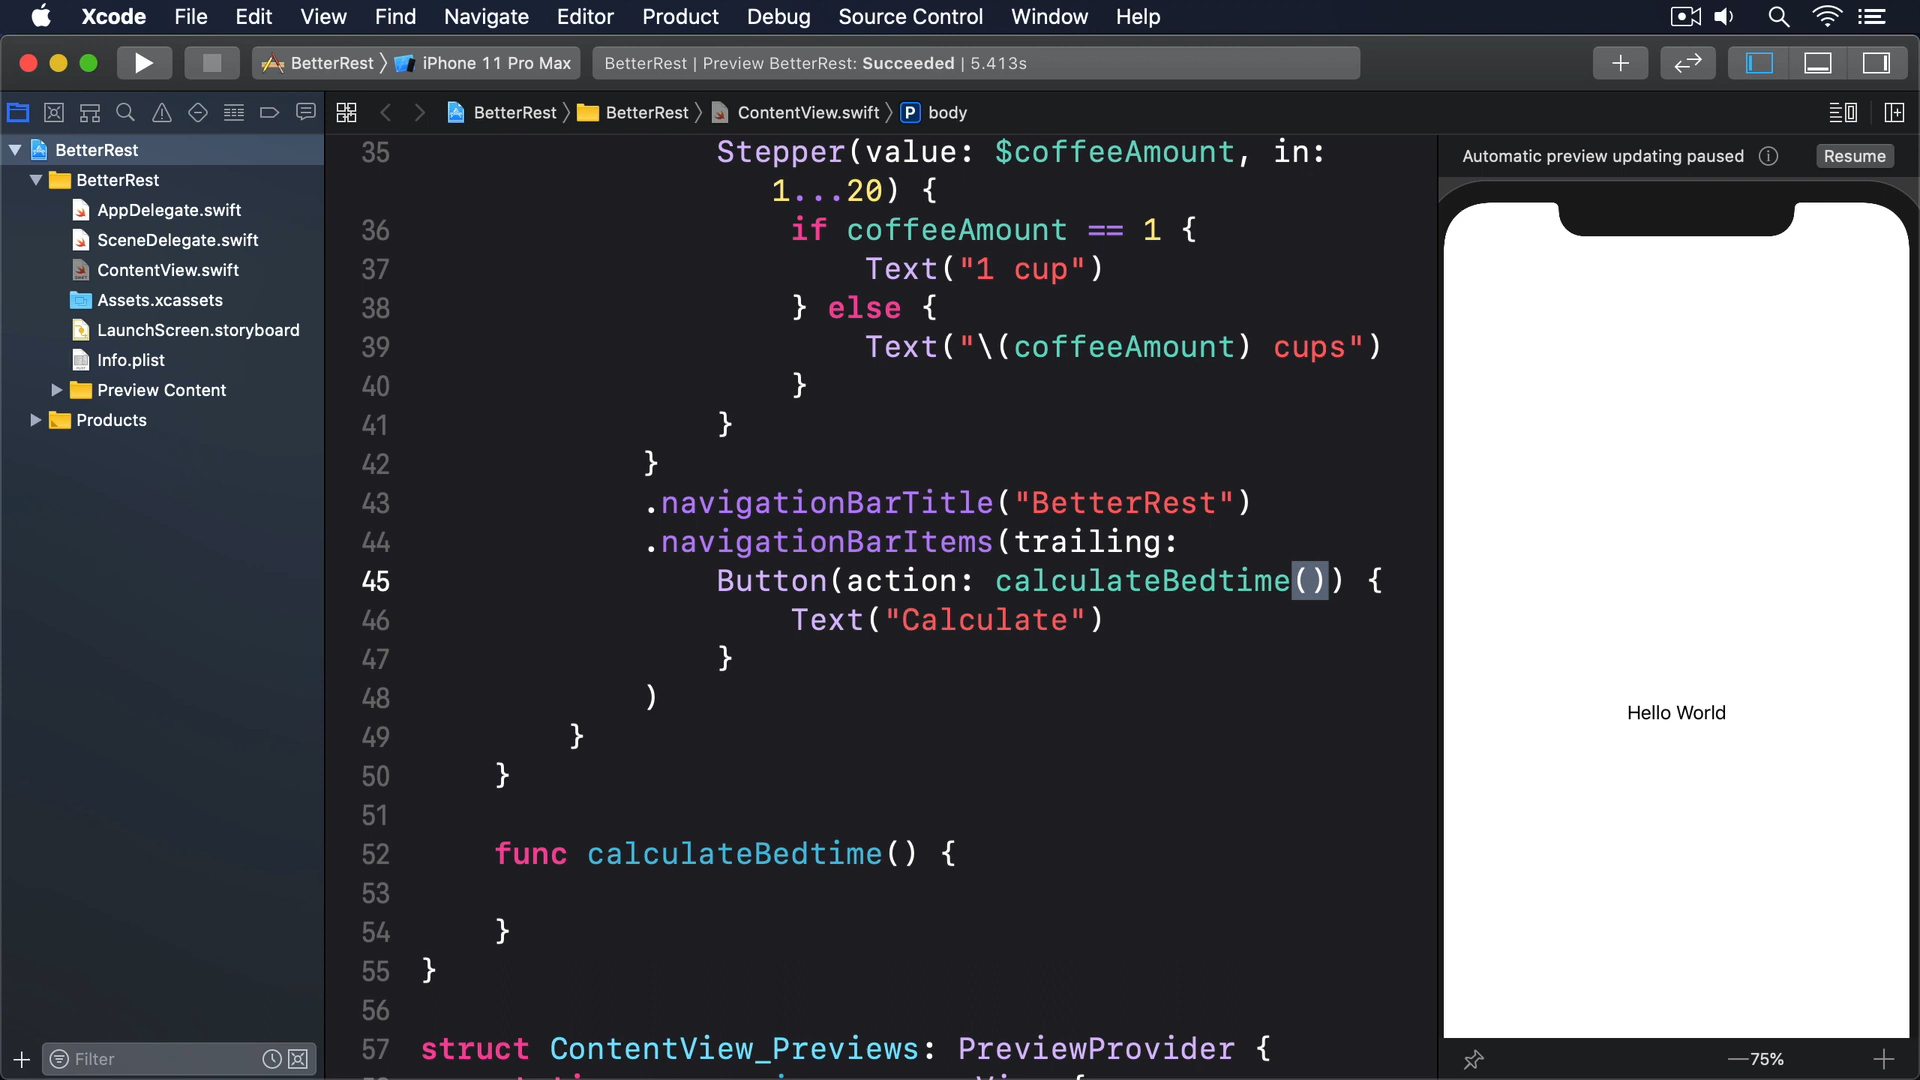 Xcode File Edit View Find Navigate Editor Product Debug Source Control Window Help
BetterRest iPhone 11 Pro Max
BetterRest | Preview BetterRest: Succeeded | 5.413s
BetterRest BetterRest ContentView.swift P body
BetterRest
BetterRest
AppDelegate.swift
SceneDelegate.swift
ContentView.swift
Assets.xcassets
LaunchScreen.storyboard
Info.plist
Preview Content
Products
Filter
35 Stepper(value: $coffeeAmount, in:
1...20) {
36 if coffeeAmount == 1 {
37 Text("1 cup")
38 } else {
39 Text("\(coffeeAmount) cups")
40 }
41 }
42 }
43 .navigationBarTitle("BetterRest")
44 .navigationBarItems(trailing:
45 Button(action: calculateBedtime()) {
46 Text("Calculate")
47 }
48 )
49 }
50 }
51
52 func calculateBedtime() {
53
54 }
55 }
56
57 struct ContentView_Previews: PreviewProvider {
Automatic preview updating paused Resume
Hello World
75%